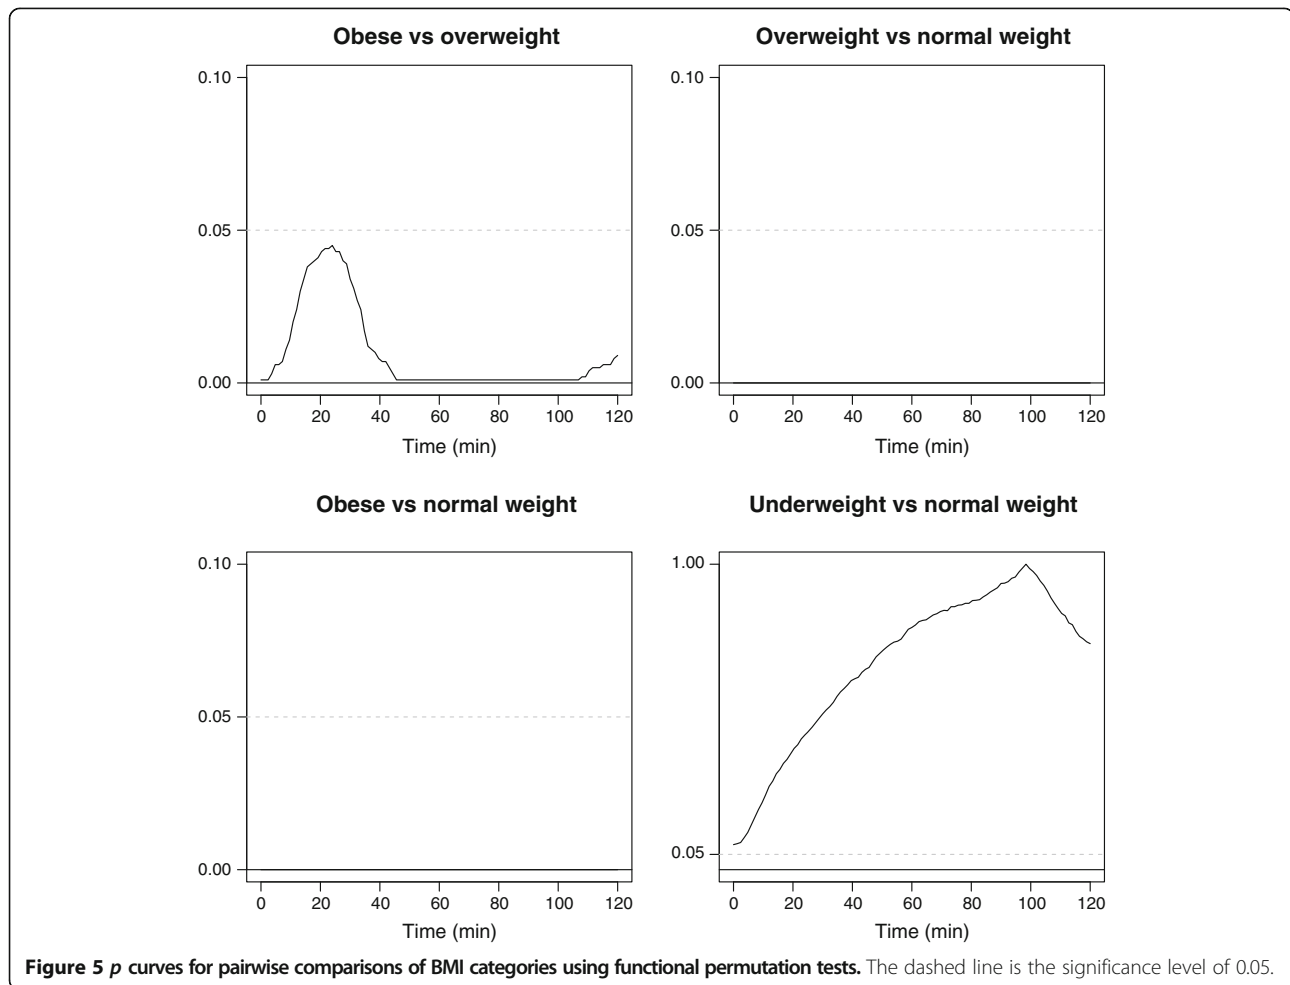 Obese vs overweight
0.10
0.05
0.00
0 20 40 60 80 100 120
Time (min)
Overweight vs normal weight
0.10
0.05
0.00
0 20 40 60 80 100 120
Time (min)
Obese vs normal weight
0.10
0.05
0.00
0 20 40 60 80 100 120
Time (min)
Underweight vs normal weight
1.00
0.05
0 20 40 60 80 100 120
Time (min)
Figure 5 p curves for pairwise comparisons of BMI categories using functional permutation tests. The dashed line is the significance level of 0.05.